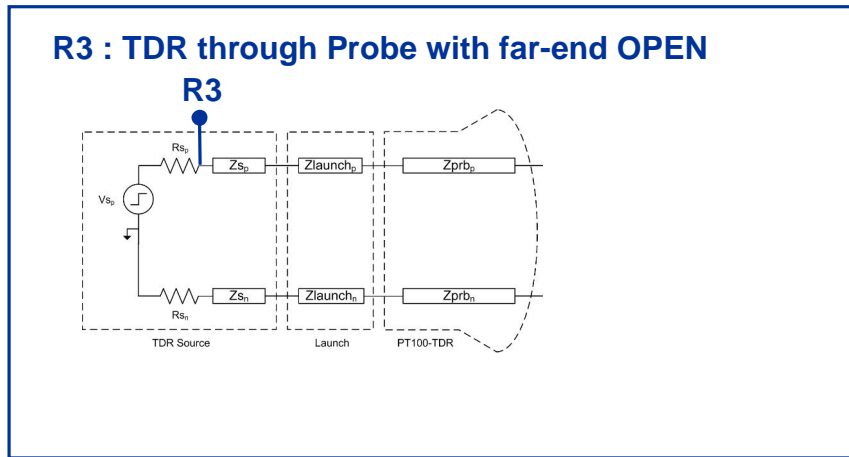 R3 : TDR through Probe with far-end OPEN
R3
Rsₚ
Zsₚ
Zlaunchₚ
Zprbₚ
Vsₚ
Zsₙ
Zlaunchₙ
Zprbₙ
Rsₙ
TDR Source
Launch
PT100-TDR